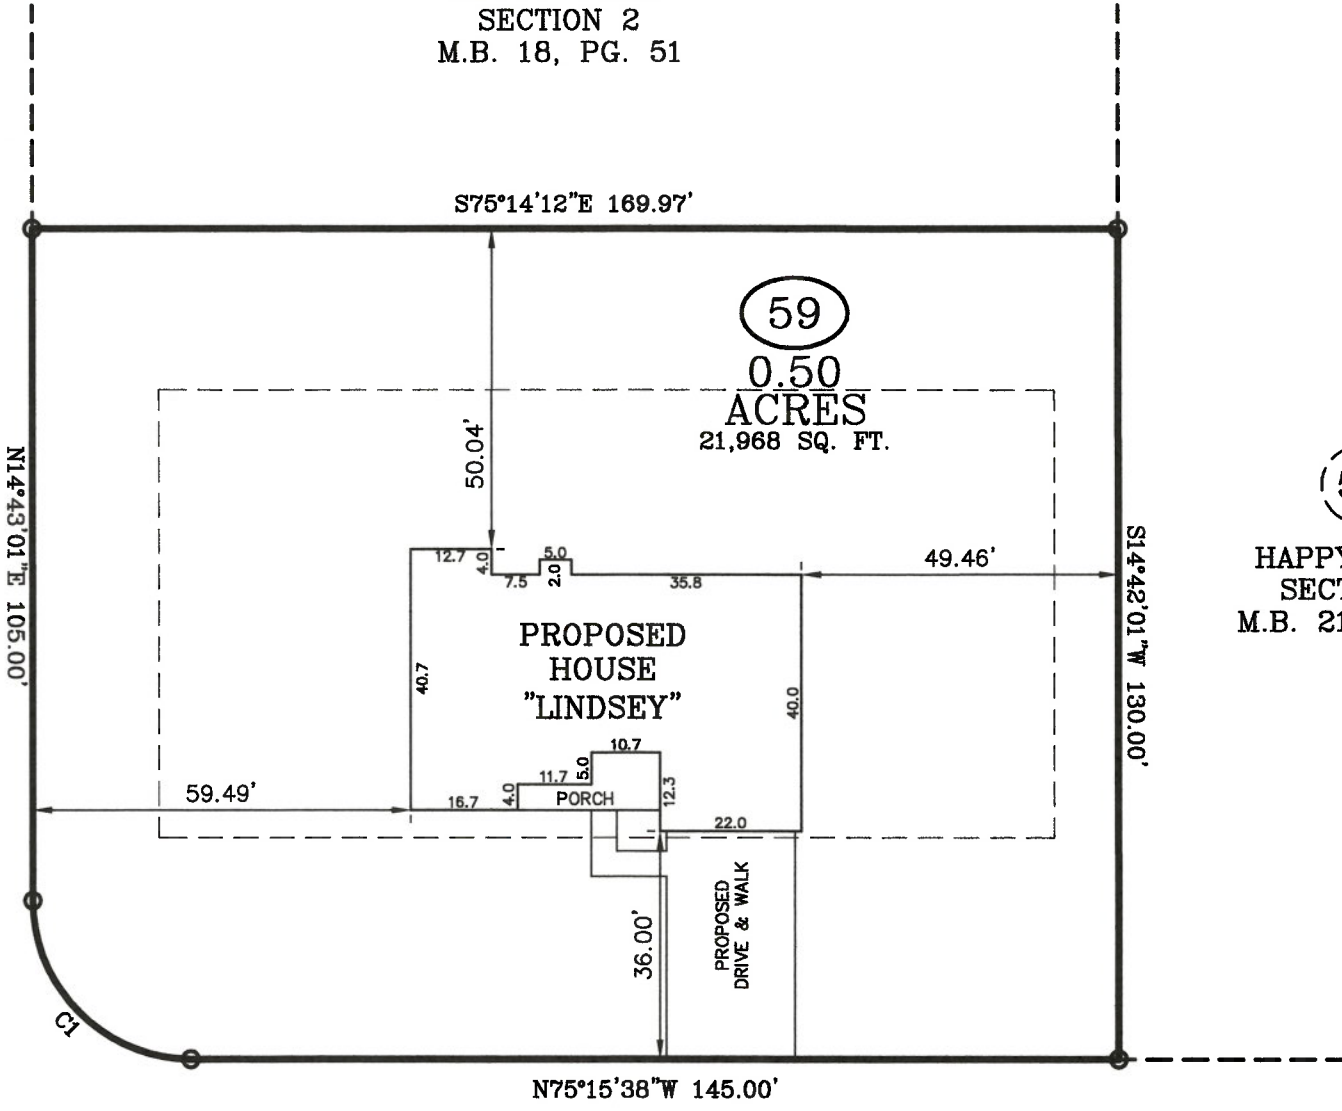 SECTION 2
M.B. 18, PG. 51
S75°14'12"E 169.97'
59
0.50
ACRES
21,968 SQ. FT.
50.04'
N14°43'01"E 105.00'
12.7
4.0
7.5
5.0
2.0
35.8
49.46'
S14°42'01"W 130.00'
HAPPY
SECT
M.B. 21
PROPOSED
HOUSE
"LINDSEY"
40.7
40.0
10.7
5.0
11.7
4.0
PORCH
12.3
16.7
59.49'
22.0
36.00'
PROPOSED
DRIVE & WALK
C1
N75°15'38"W 145.00'